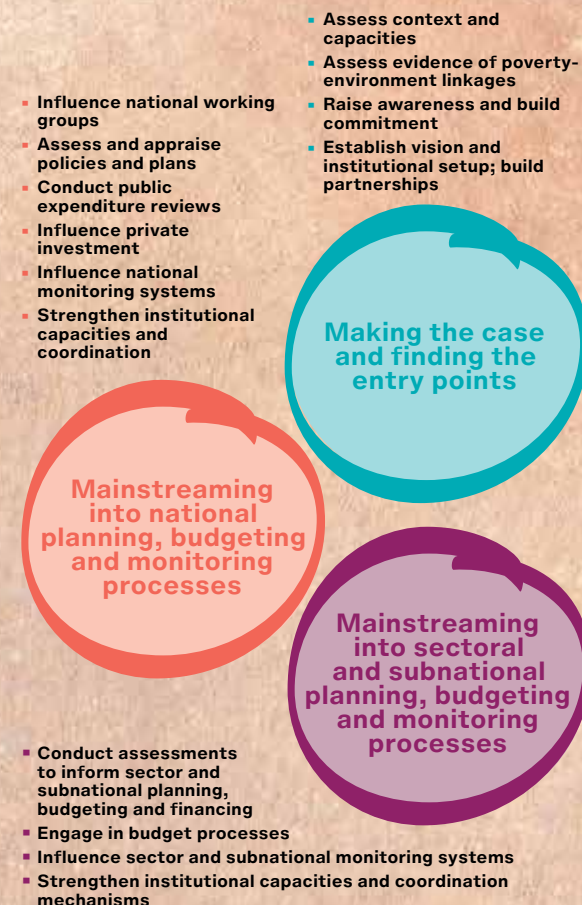 ▪ Assess context and
capacities
▪ Assess evidence of poverty-
environment linkages
▪ Raise awareness and build
commitment
▪ Establish vision and
institutional setup; build
partnerships
▪ Influence national working
groups
▪ Assess and appraise
policies and plans
▪ Conduct public
expenditure reviews
▪ Influence private
investment
▪ Influence national
monitoring systems
▪ Strengthen institutional
capacities and
coordination
Making the case
and finding the
entry points
Mainstreaming
into national
planning, budgeting
and monitoring
processes
Mainstreaming
into sectoral
and subnational
planning, budgeting
and monitoring
processes
▪ Conduct assessments
to inform sector and
subnational planning,
budgeting and financing
▪ Engage in budget processes
▪ Influence sector and subnational monitoring systems
▪ Strengthen institutional capacities and coordination
mechanisms